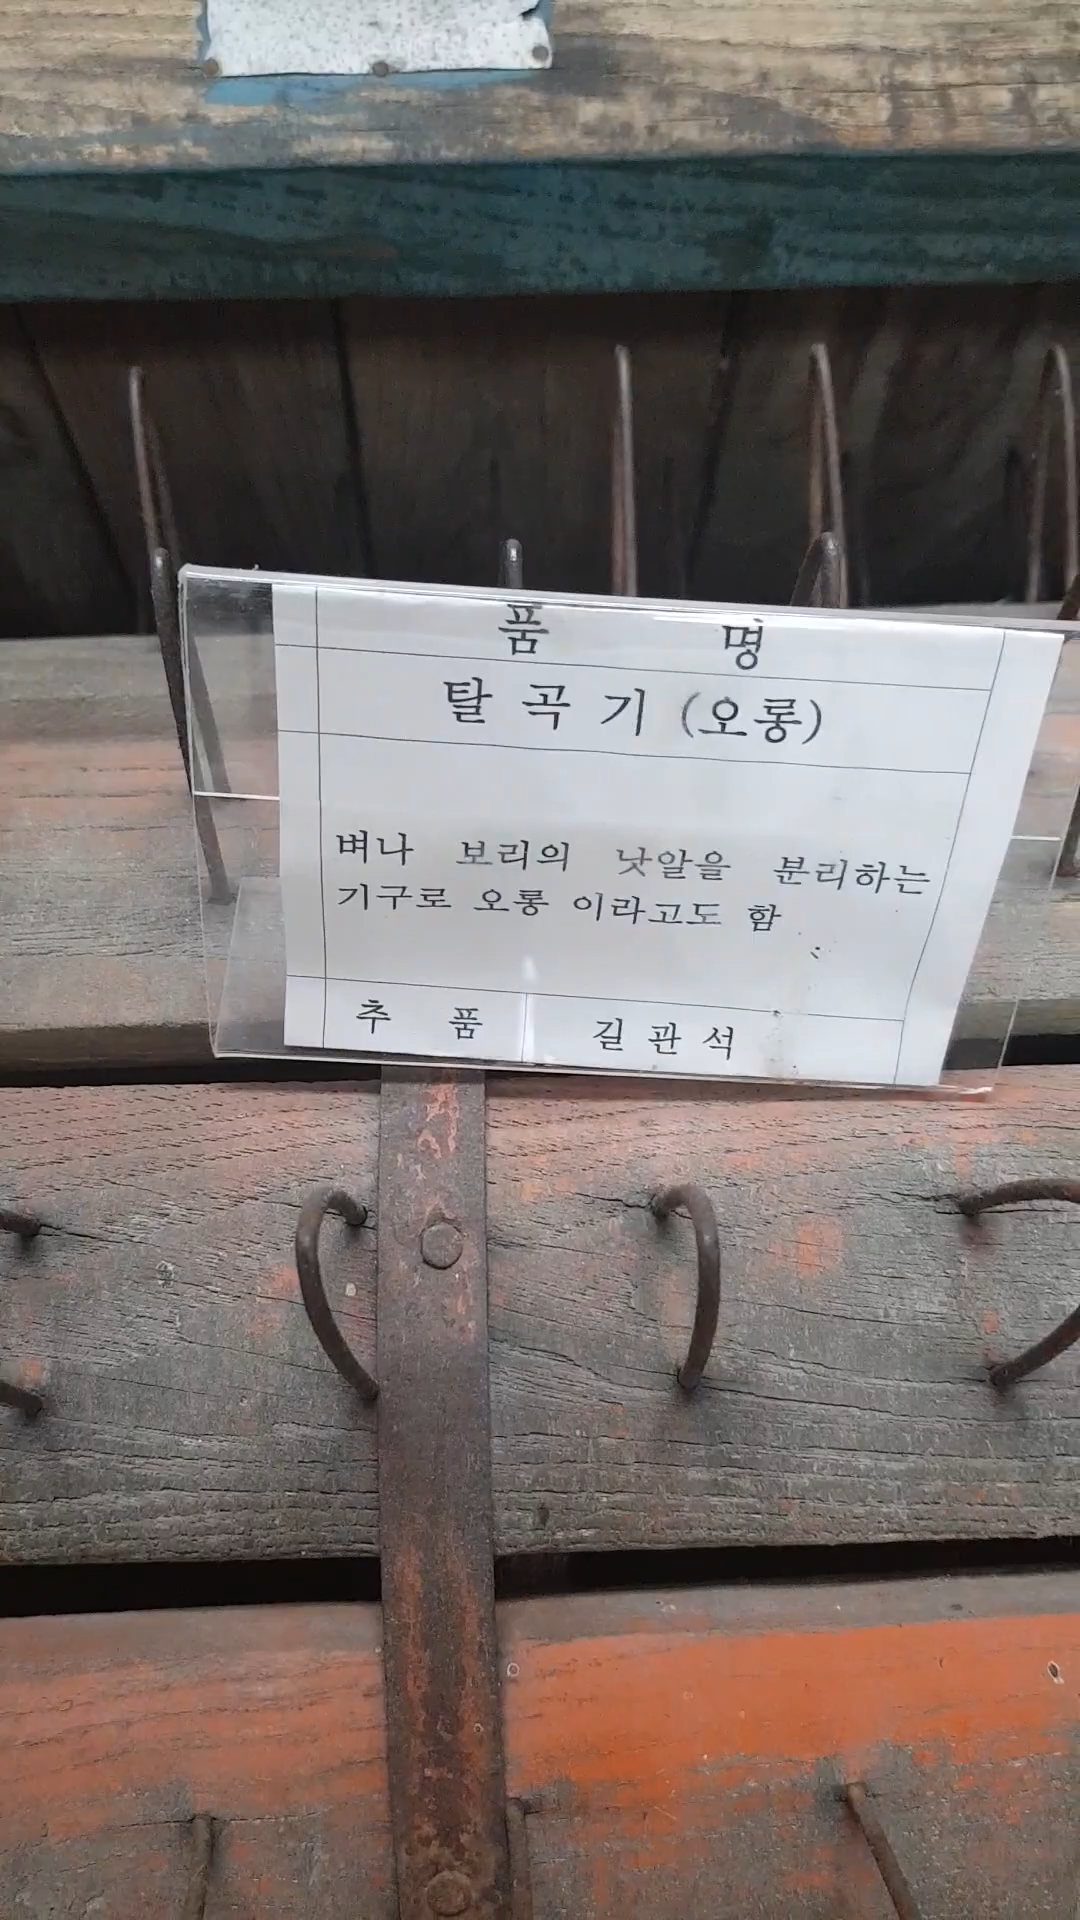 품 명
탈 곡 기 (오롱)
벼나 보리의 낫알을 분리하는
기구로 오롱 이라고도 함
추 품 길 관 석